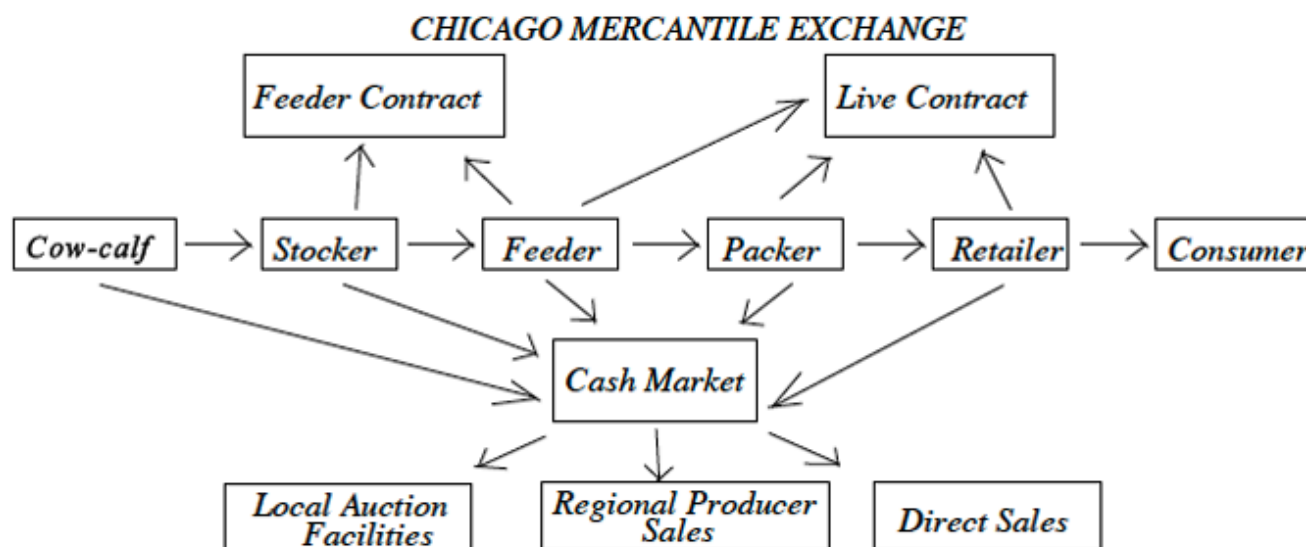 CHICAGO MERCANTILE EXCHANGE
Feeder Contract
Live Contract
Cow-calf
Stocker
Feeder
Packer
Retailer
Consumer
Cash Market
Local Auction
Facilities
Regional Producer
Sales
Direct Sales